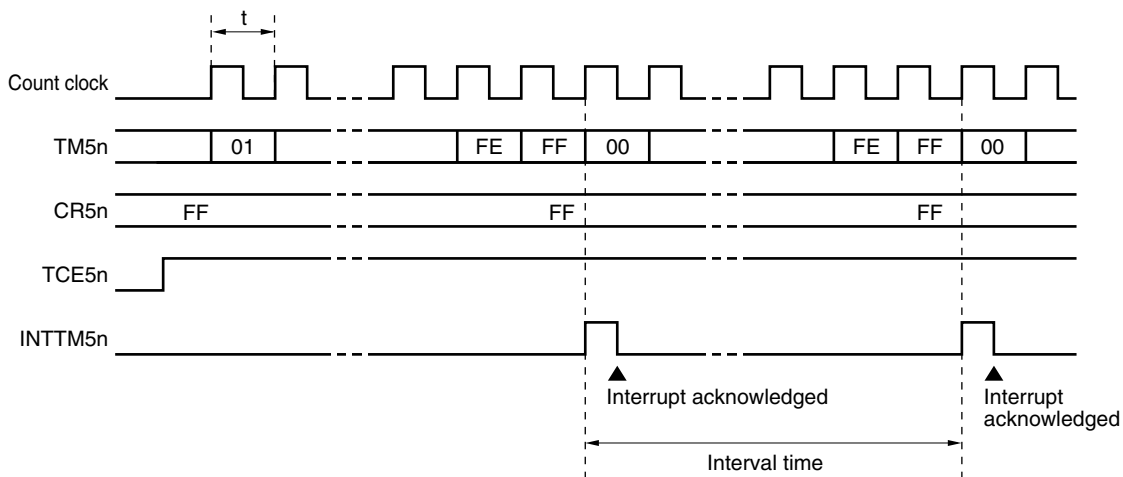 t
Count clock
TM5n 01 FE FF 00 FE FF 00
CR5n FF FF FF
TCE5n
INTTM5n
Interrupt acknowledged Interrupt
acknowledged
Interval time